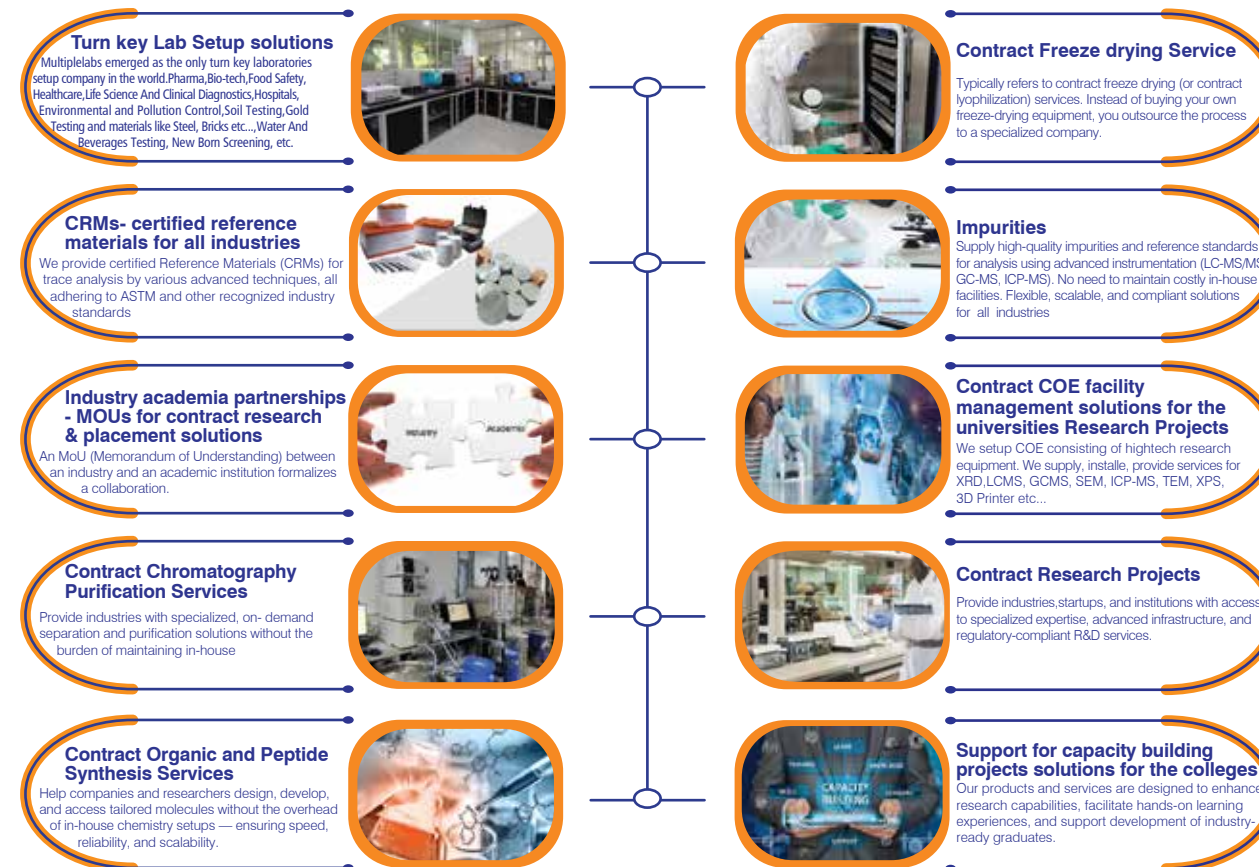 Turn key Lab Setup solutions
Multiplelabs emerged as the only turn key laboratories
setup company in the world.Pharma,Bio-tech,Food Safety,
Healthcare,Life Science And Clinical Diagnostics,Hospitals,
Environmental and Pollution Control,Soil Testing,Gold
Testing and materials like Steel, Bricks etc...,Water And
Beverages Testing, New Born Screening, etc.
CRMs- certified reference
materials for all industries
We provide certified Reference Materials (CRMs) for
trace analysis by various advanced techniques, all
adhering to ASTM and other recognized industry
standards
Industry academia partnerships
- MOUs for contract research
& placement solutions
An MoU (Memorandum of Understanding) between
an industry and an academic institution formalizes
a collaboration.
Industry
Academia
Contract Chromatography
Purification Services
Provide industries with specialized, on- demand
separation and purification solutions without the
burden of maintaining in-house
Contract Organic and Peptide
Synthesis Services
Help companies and researchers design, develop,
and access tailored molecules without the overhead
of in-house chemistry setups — ensuring speed,
reliability, and scalability.
Contract Freeze drying Service
Typically refers to contract freeze drying (or contract
lyophilization) services. Instead of buying your own
freeze-drying equipment, you outsource the process
to a specialized company.
Impurities
Supply high-quality impurities and reference standards
for analysis using advanced instrumentation (LC-MS/MS
GC-MS, ICP-MS). No need to maintain costly in-house
facilities. Flexible, scalable, and compliant solutions
for all industries
Contract COE facility
management solutions for the
universities Research Projects
We setup COE consisting of hightech research
equipment. We supply, installe, provide services for
XRD,LCMS, GCMS, SEM, ICP-MS, TEM, XPS,
3D Printer etc...
Contract Research Projects
Provide industries,startups, and institutions with access
to specialized expertise, advanced infrastructure, and
regulatory-compliant R&D services.
CAPACITY
BUILDING
Support for capacity building
projects solutions for the colleges
Our products and services are designed to enhance
research capabilities, facilitate hands-on learning
experiences, and support development of industry-
ready graduates.